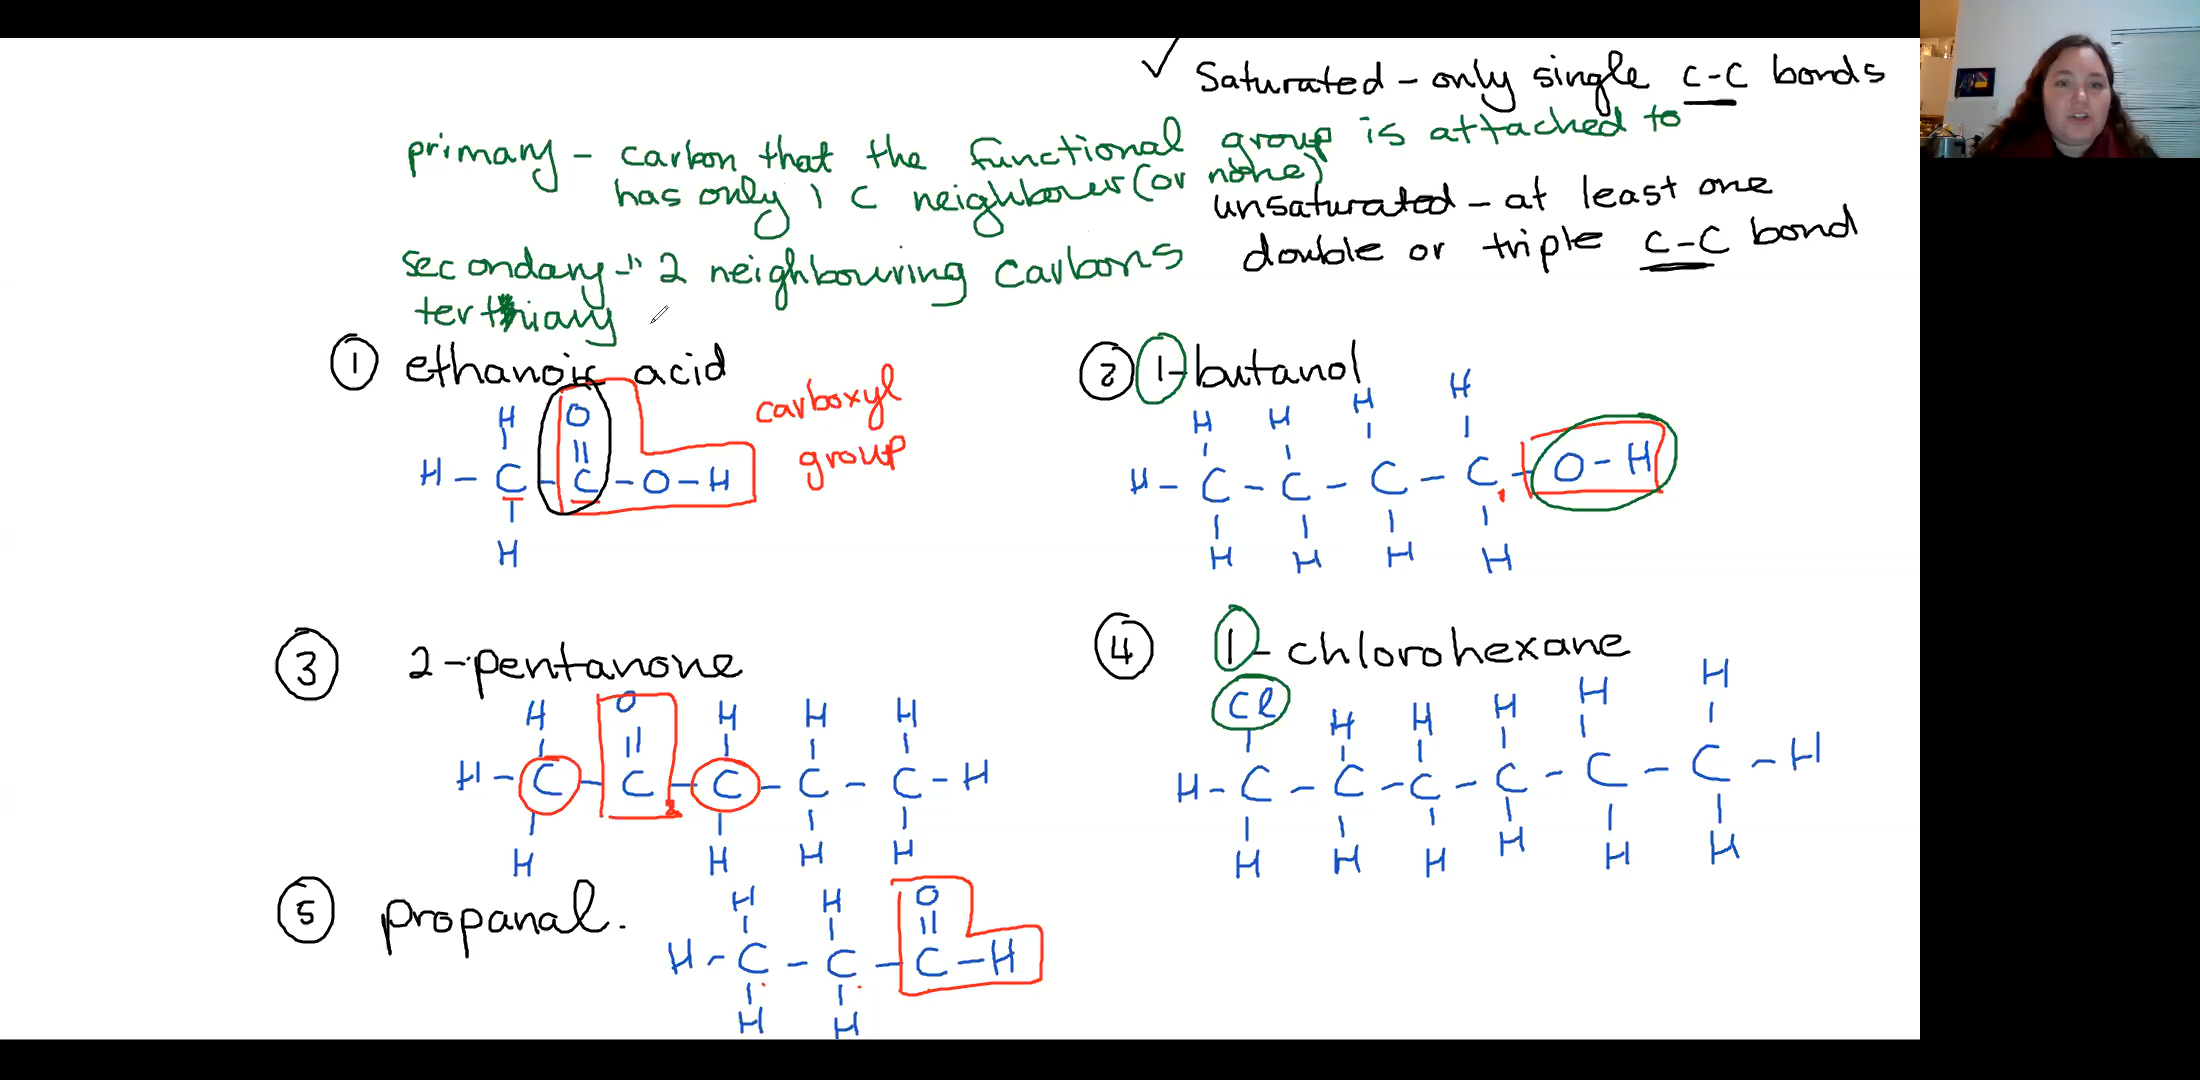 ✓ Saturated - only single C-C bonds
primary - carbon that the functional group is attached to
has only 1 C neighbour (or none)
unsaturated - at least one
double or triple C-C bond
secondary - " 2 neighbouring carbons
tertiary
① ethanoic acid
carboxyl
group
H O
H - C - C - O - H
H
② 1-butanol
H H H H
H - C - C - C - C - O - H
1
H H H H
③ 2-pentanone
H O H H H
H - C - C - C - C - C - H
2
H H H H
④ 1-chlorohexane
Cl H H H H H
H - C - C - C - C - C - C - H
H H H H H H
⑤ propanal.
H H O
H - C - C - C - H
H H